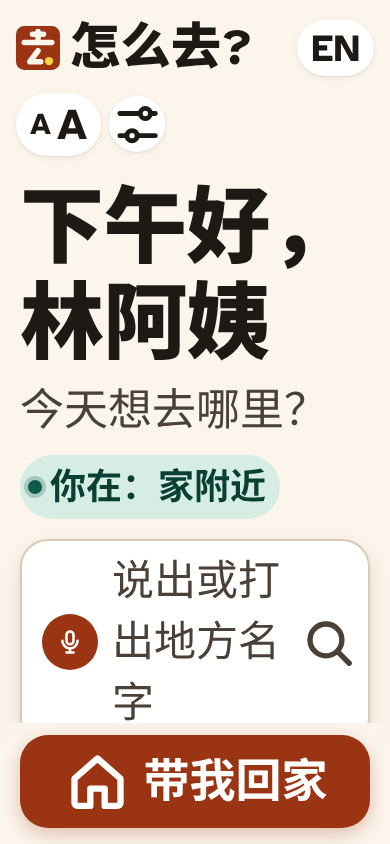 去 怎么去? EN
A A
下午好，
林阿姨
今天想去哪里?
你在：家附近
说出或打
出地方名
字
带我回家